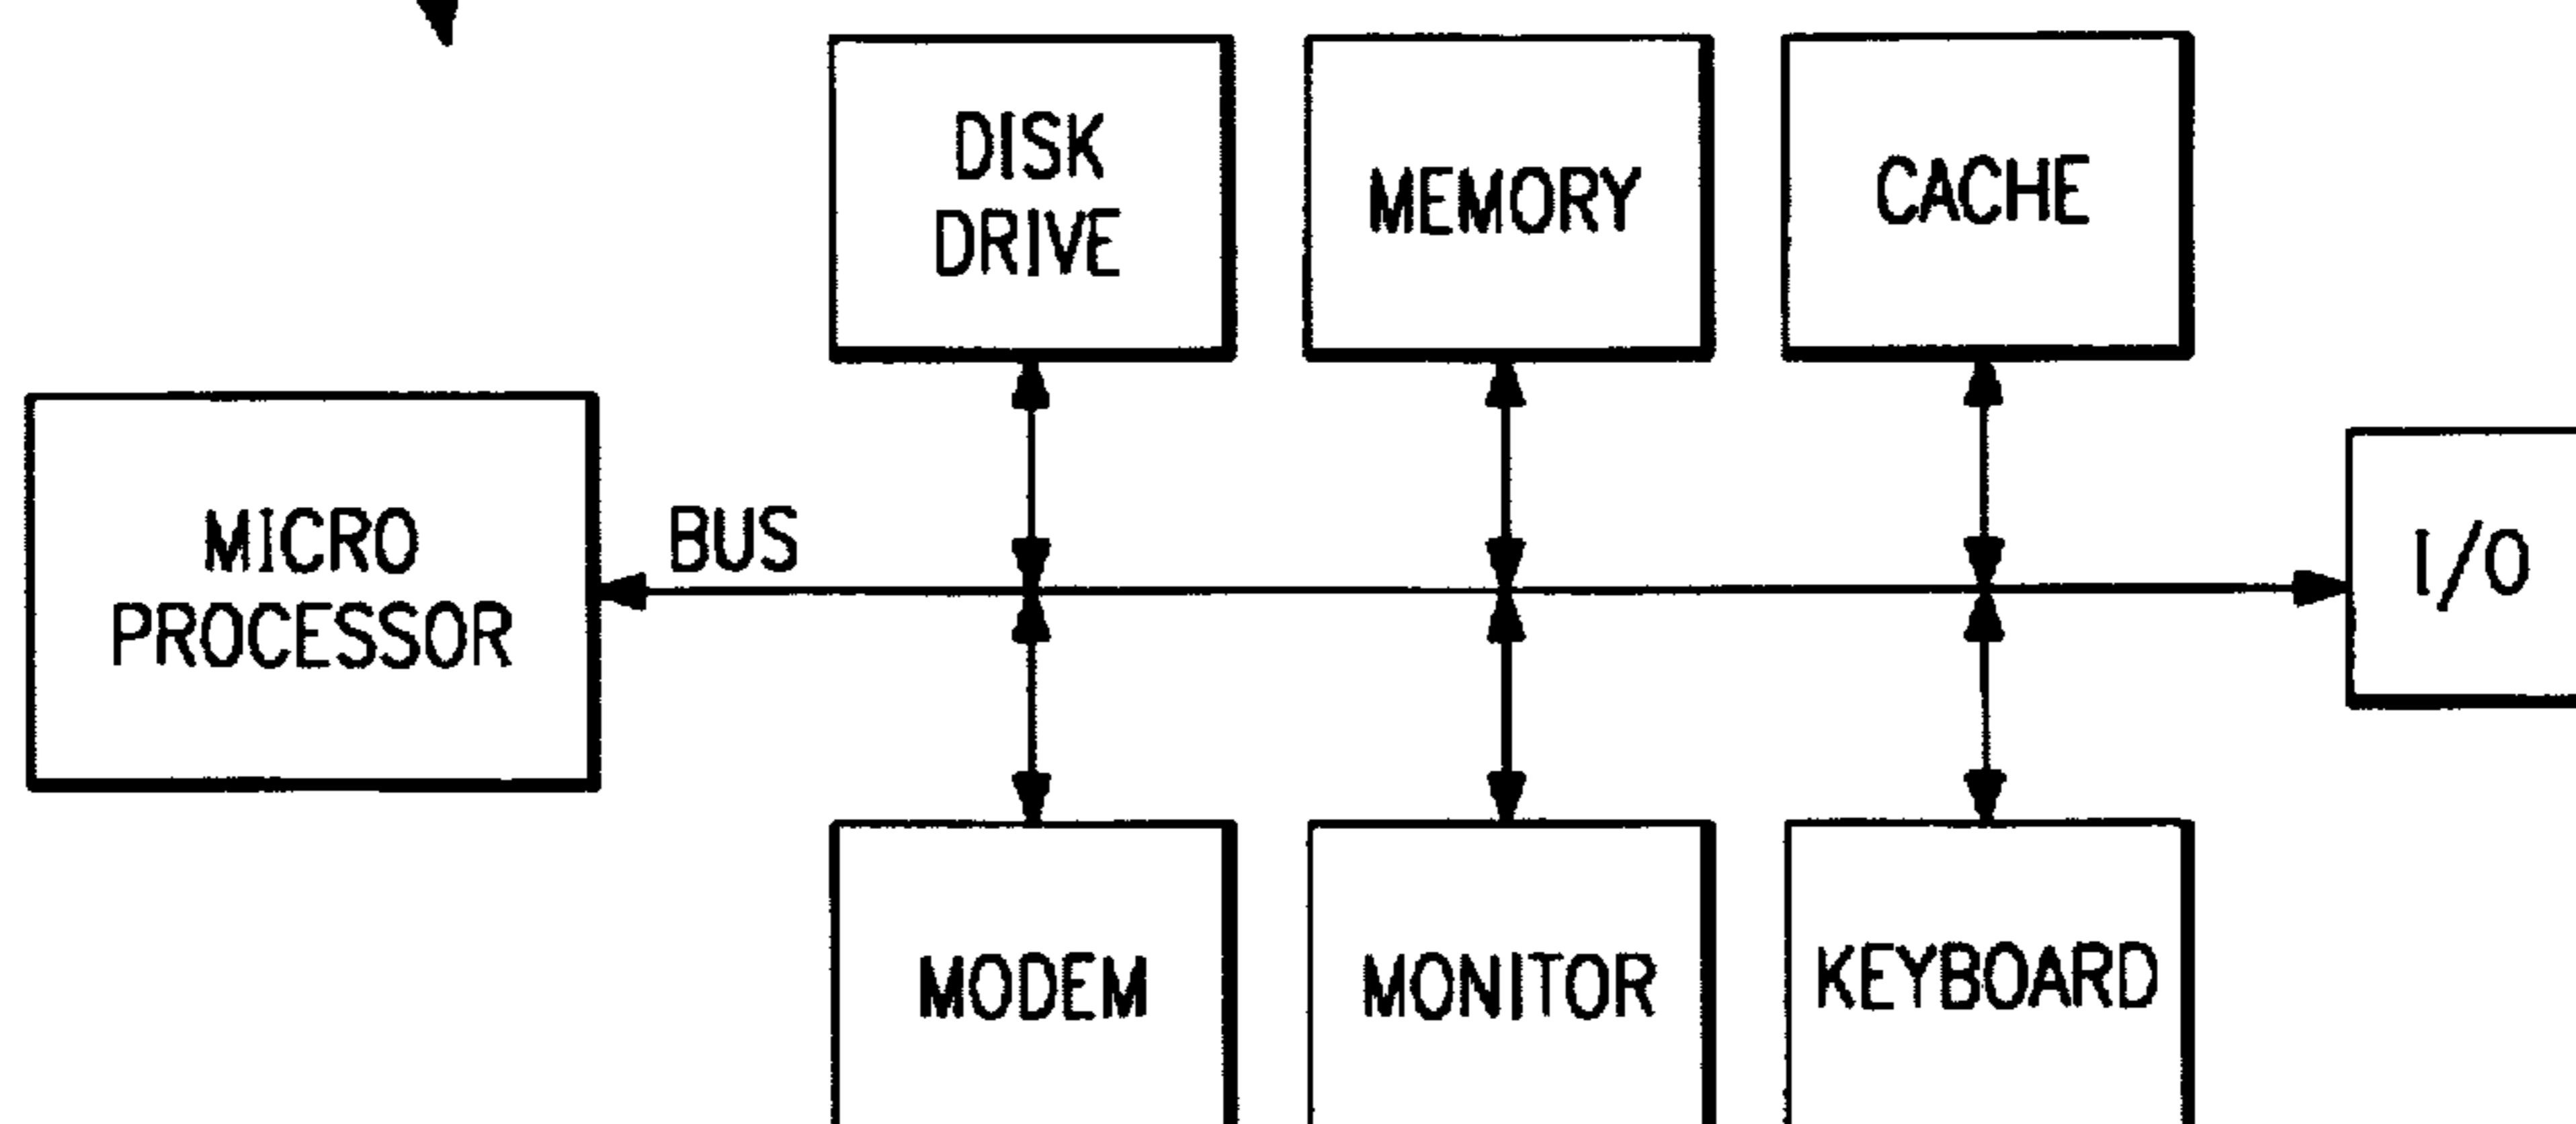 DISK
DRIVE
MEMORY
CACHE
MICRO
PROCESSOR
BUS
I/O
MODEM
MONITOR
KEYBOARD